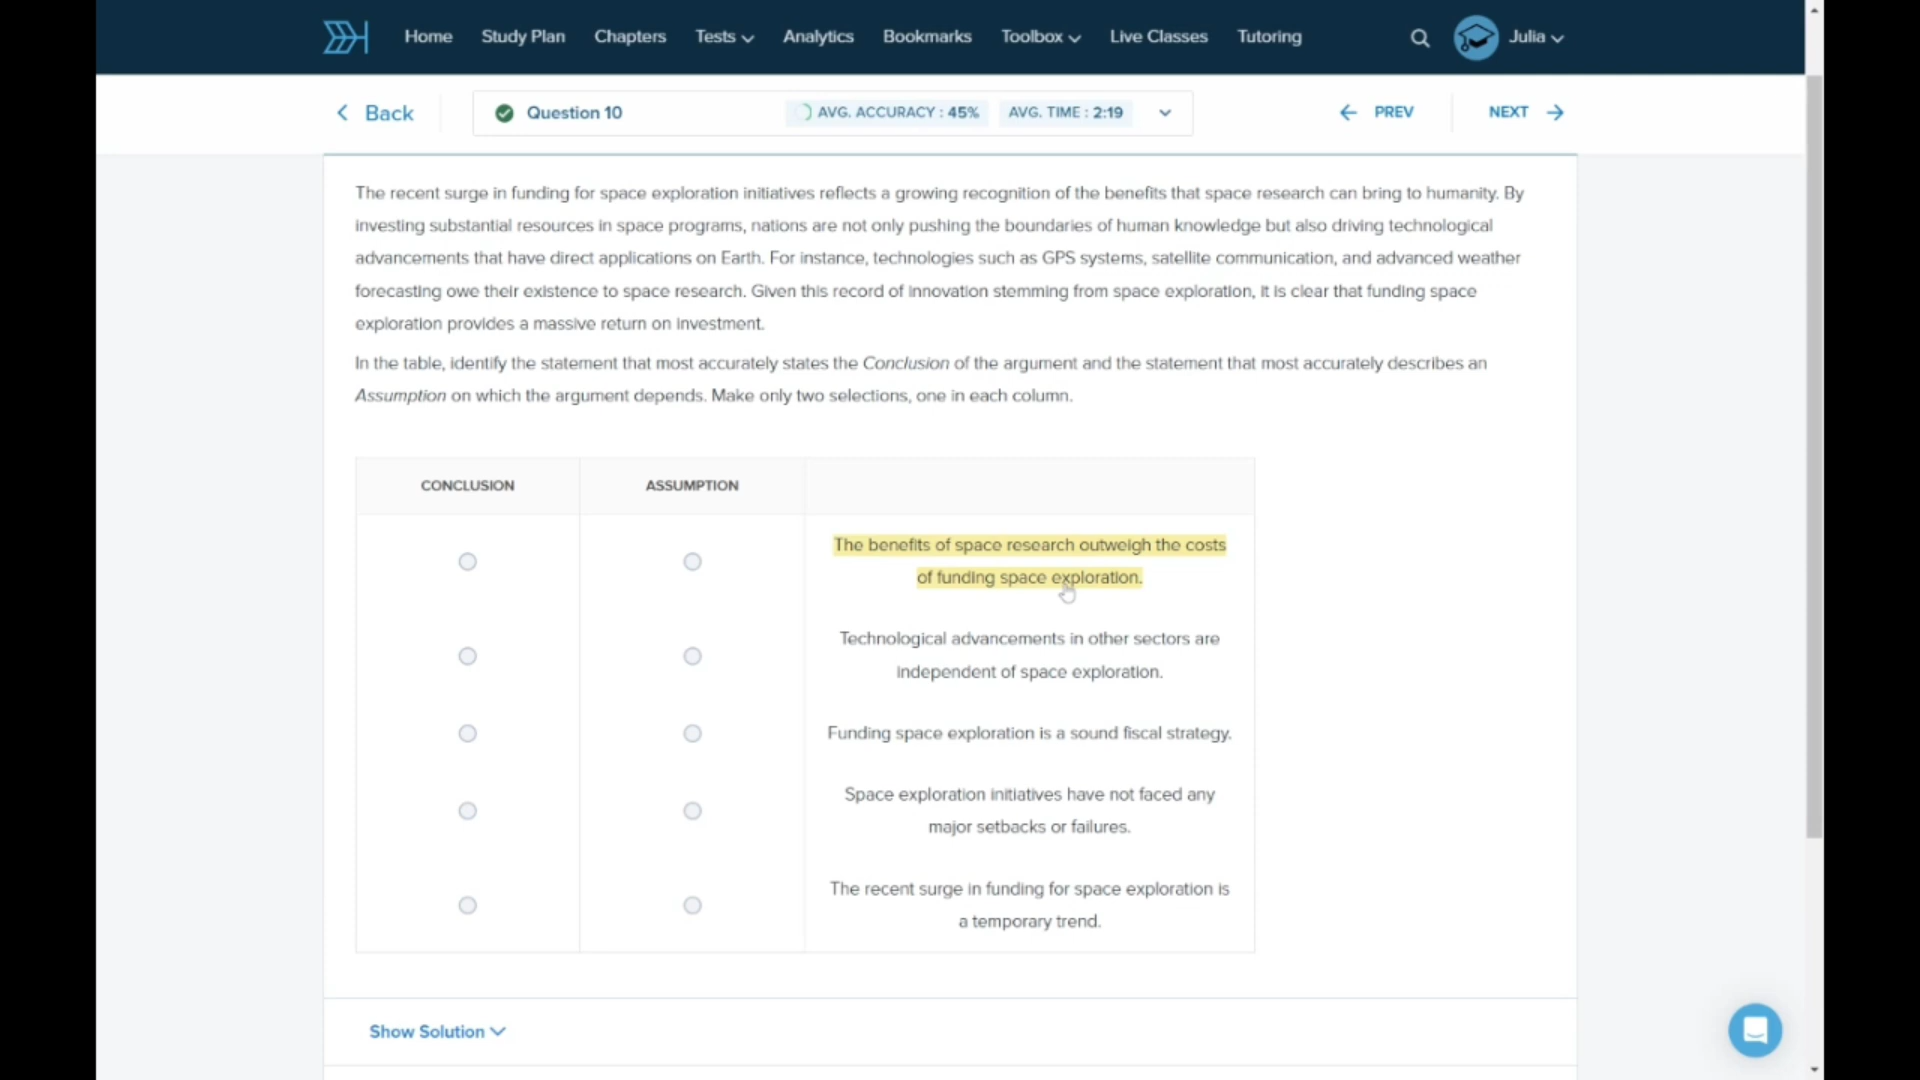 Home Study Plan Chapters Tests Analytics Bookmarks Toolbox Live Classes Tutoring Julia
Back Question 10 AVG. ACCURACY : 45% AVG. TIME : 2:19 PREV NEXT
The recent surge in funding for space exploration initiatives reflects a growing recognition of the benefits that space research can bring to humanity. By
investing substantial resources in space programs, nations are not only pushing the boundaries of human knowledge but also driving technological
advancements that have direct applications on Earth. For instance, technologies such as GPS systems, satellite communication, and advanced weather
forecasting owe their existence to space research. Given this record of innovation stemming from space exploration, it is clear that funding space
exploration provides a massive return on investment.
In the table, identify the statement that most accurately states the Conclusion of the argument and the statement that most accurately describes an
Assumption on which the argument depends. Make only two selections, one in each column.
CONCLUSION ASSUMPTION
The benefits of space research outweigh the costs
of funding space exploration.
Technological advancements in other sectors are
independent of space exploration.
Funding space exploration is a sound fiscal strategy.
Space exploration initiatives have not faced any
major setbacks or failures.
The recent surge in funding for space exploration is
a temporary trend.
Show Solution